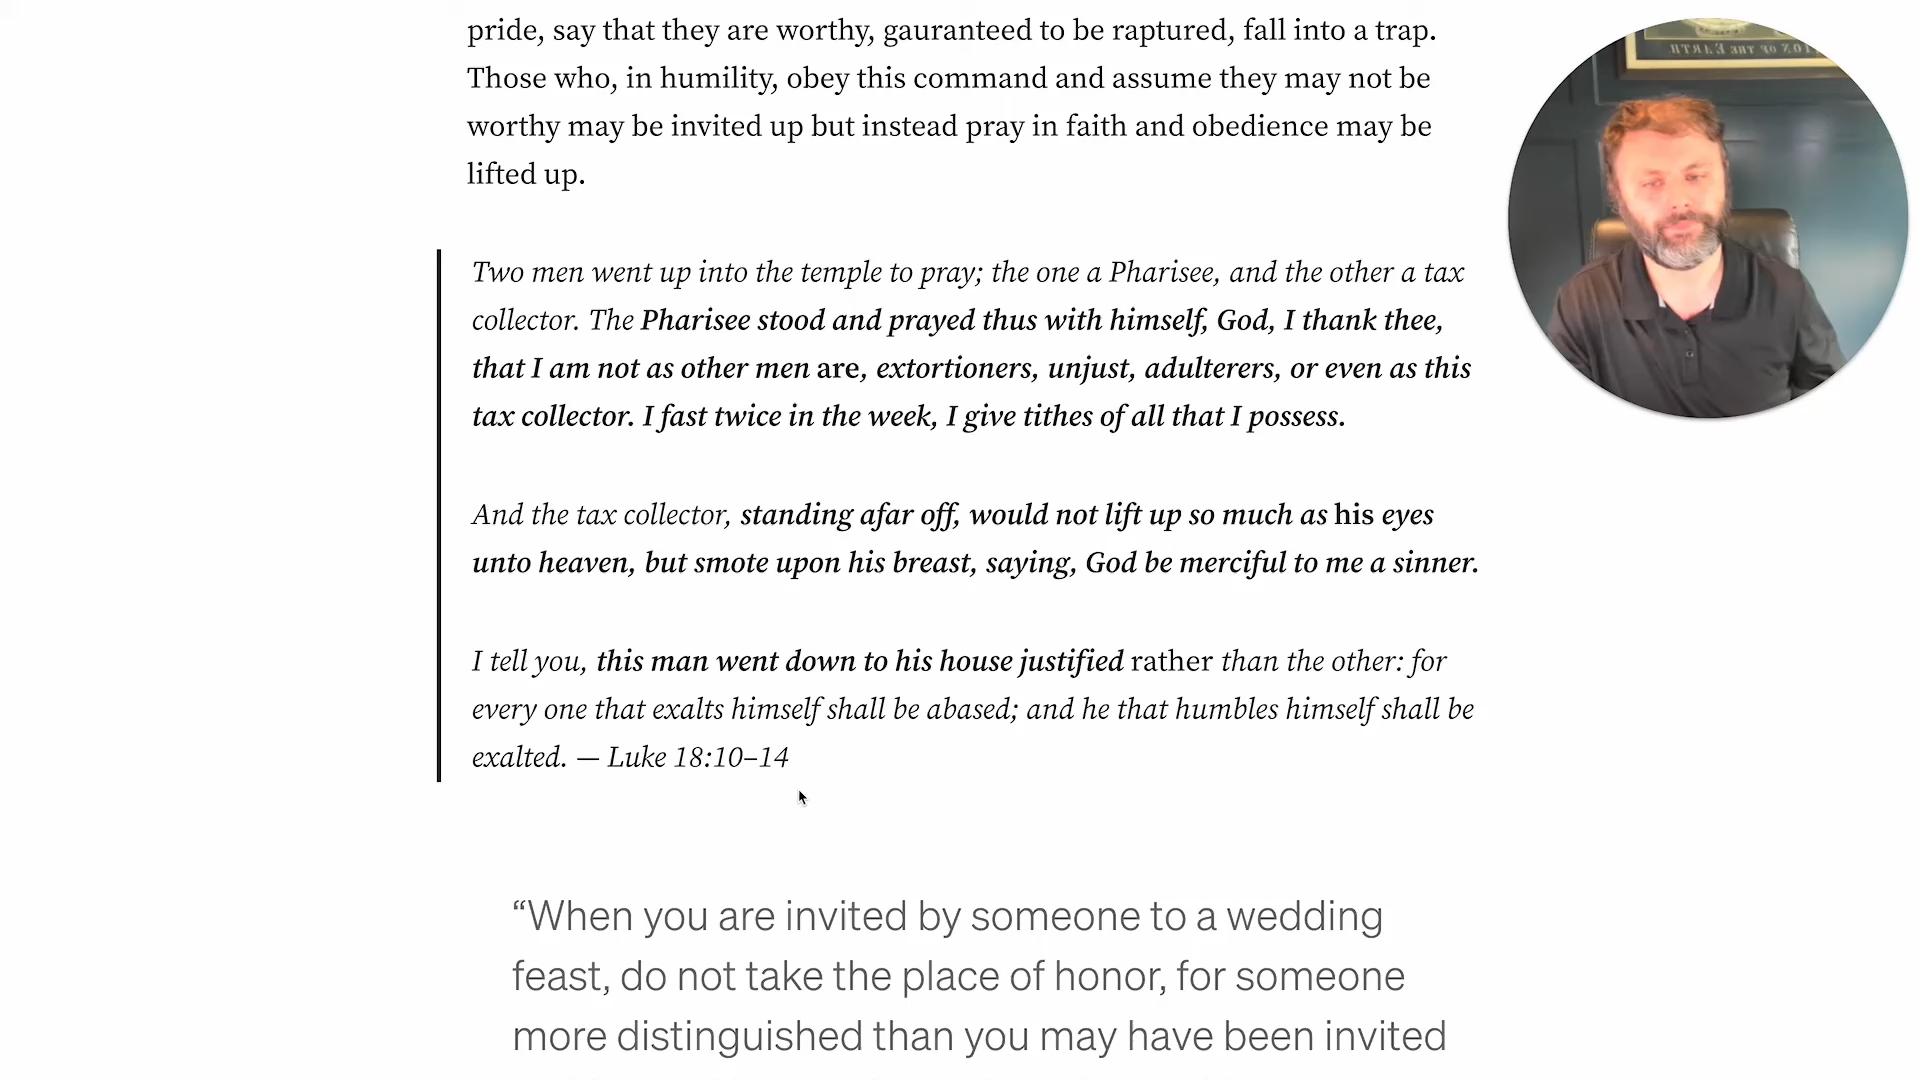 pride, say that they are worthy, gauranteed to be raptured, fall into a trap.
Those who, in humility, obey this command and assume they may not be
worthy may be invited up but instead pray in faith and obedience may be
lifted up.
Two men went up into the temple to pray; the one a Pharisee, and the other a tax
collector. The Pharisee stood and prayed thus with himself, God, I thank thee,
that I am not as other men are, extortioners, unjust, adulterers, or even as this
tax collector. I fast twice in the week, I give tithes of all that I possess.
And the tax collector, standing afar off, would not lift up so much as his eyes
unto heaven, but smote upon his breast, saying, God be merciful to me a sinner.
I tell you, this man went down to his house justified rather than the other: for
every one that exalts himself shall be abased; and he that humbles himself shall be
exalted. — Luke 18:10–14
“When you are invited by someone to a wedding
feast, do not take the place of honor, for someone
more distinguished than you may have been invited
OF THE EARTH